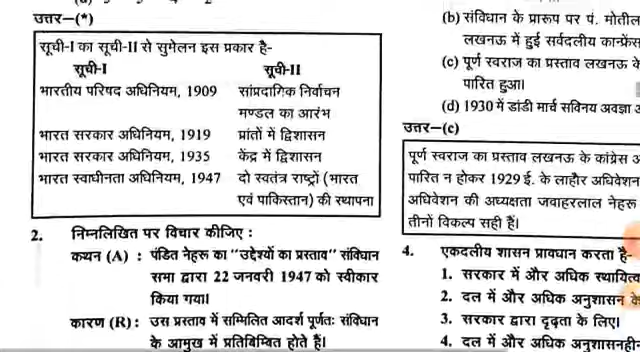 उत्तर–(*)
सूची-I का सूची-II से सुमेलन इस प्रकार है-
सूची-I सूची-II
भारतीय परिषद अधिनियम, 1909 सांप्रदायिक निर्वाचन
मण्डल का आरंभ
भारत सरकार अधिनियम, 1919 प्रांतों में द्विशासन
भारत सरकार अधिनियम, 1935 केंद्र में द्विशासन
भारत स्वाधीनता अधिनियम, 1947 दो स्वतंत्र राष्ट्रों (भारत
एवं पाकिस्तान) की स्थापना
2. निम्नलिखित पर विचार कीजिए :
कथन (A) : पंडित नेहरू का "उद्देश्यों का प्रस्ताव" संविधान
सभा द्वारा 22 जनवरी 1947 को स्वीकार
किया गया।
कारण (R) : उस प्रस्ताव में सम्मिलित आदर्श पूर्णतः संविधान
के आमुख में प्रतिबिम्बित होते हैं।
(b) संविधान के प्रारूप पर पं. मोतील
लखनऊ में हुई सर्वदलीय कान्फ्रेंस
(c) पूर्ण स्वराज का प्रस्ताव लखनऊ के
पारित हुआ।
(d) 1930 में डांडी मार्च सविनय अवज्ञा
उत्तर–(c)
पूर्ण स्वराज का प्रस्ताव लखनऊ के कांग्रेस
पारित न होकर 1929 ई. के लाहौर अधिवेशन
अधिवेशन की अध्यक्षता जवाहरलाल नेहरू
तीनों विकल्प सही हैं।
4. एकदलीय शासन प्रावधान करता है-
1. सरकार में और अधिक स्थायित्व
2. दल में और अधिक अनुशासन के
3. सरकार द्वारा दृढ़ता के लिए।
4. दल में और अधिक अनुशासनहीन